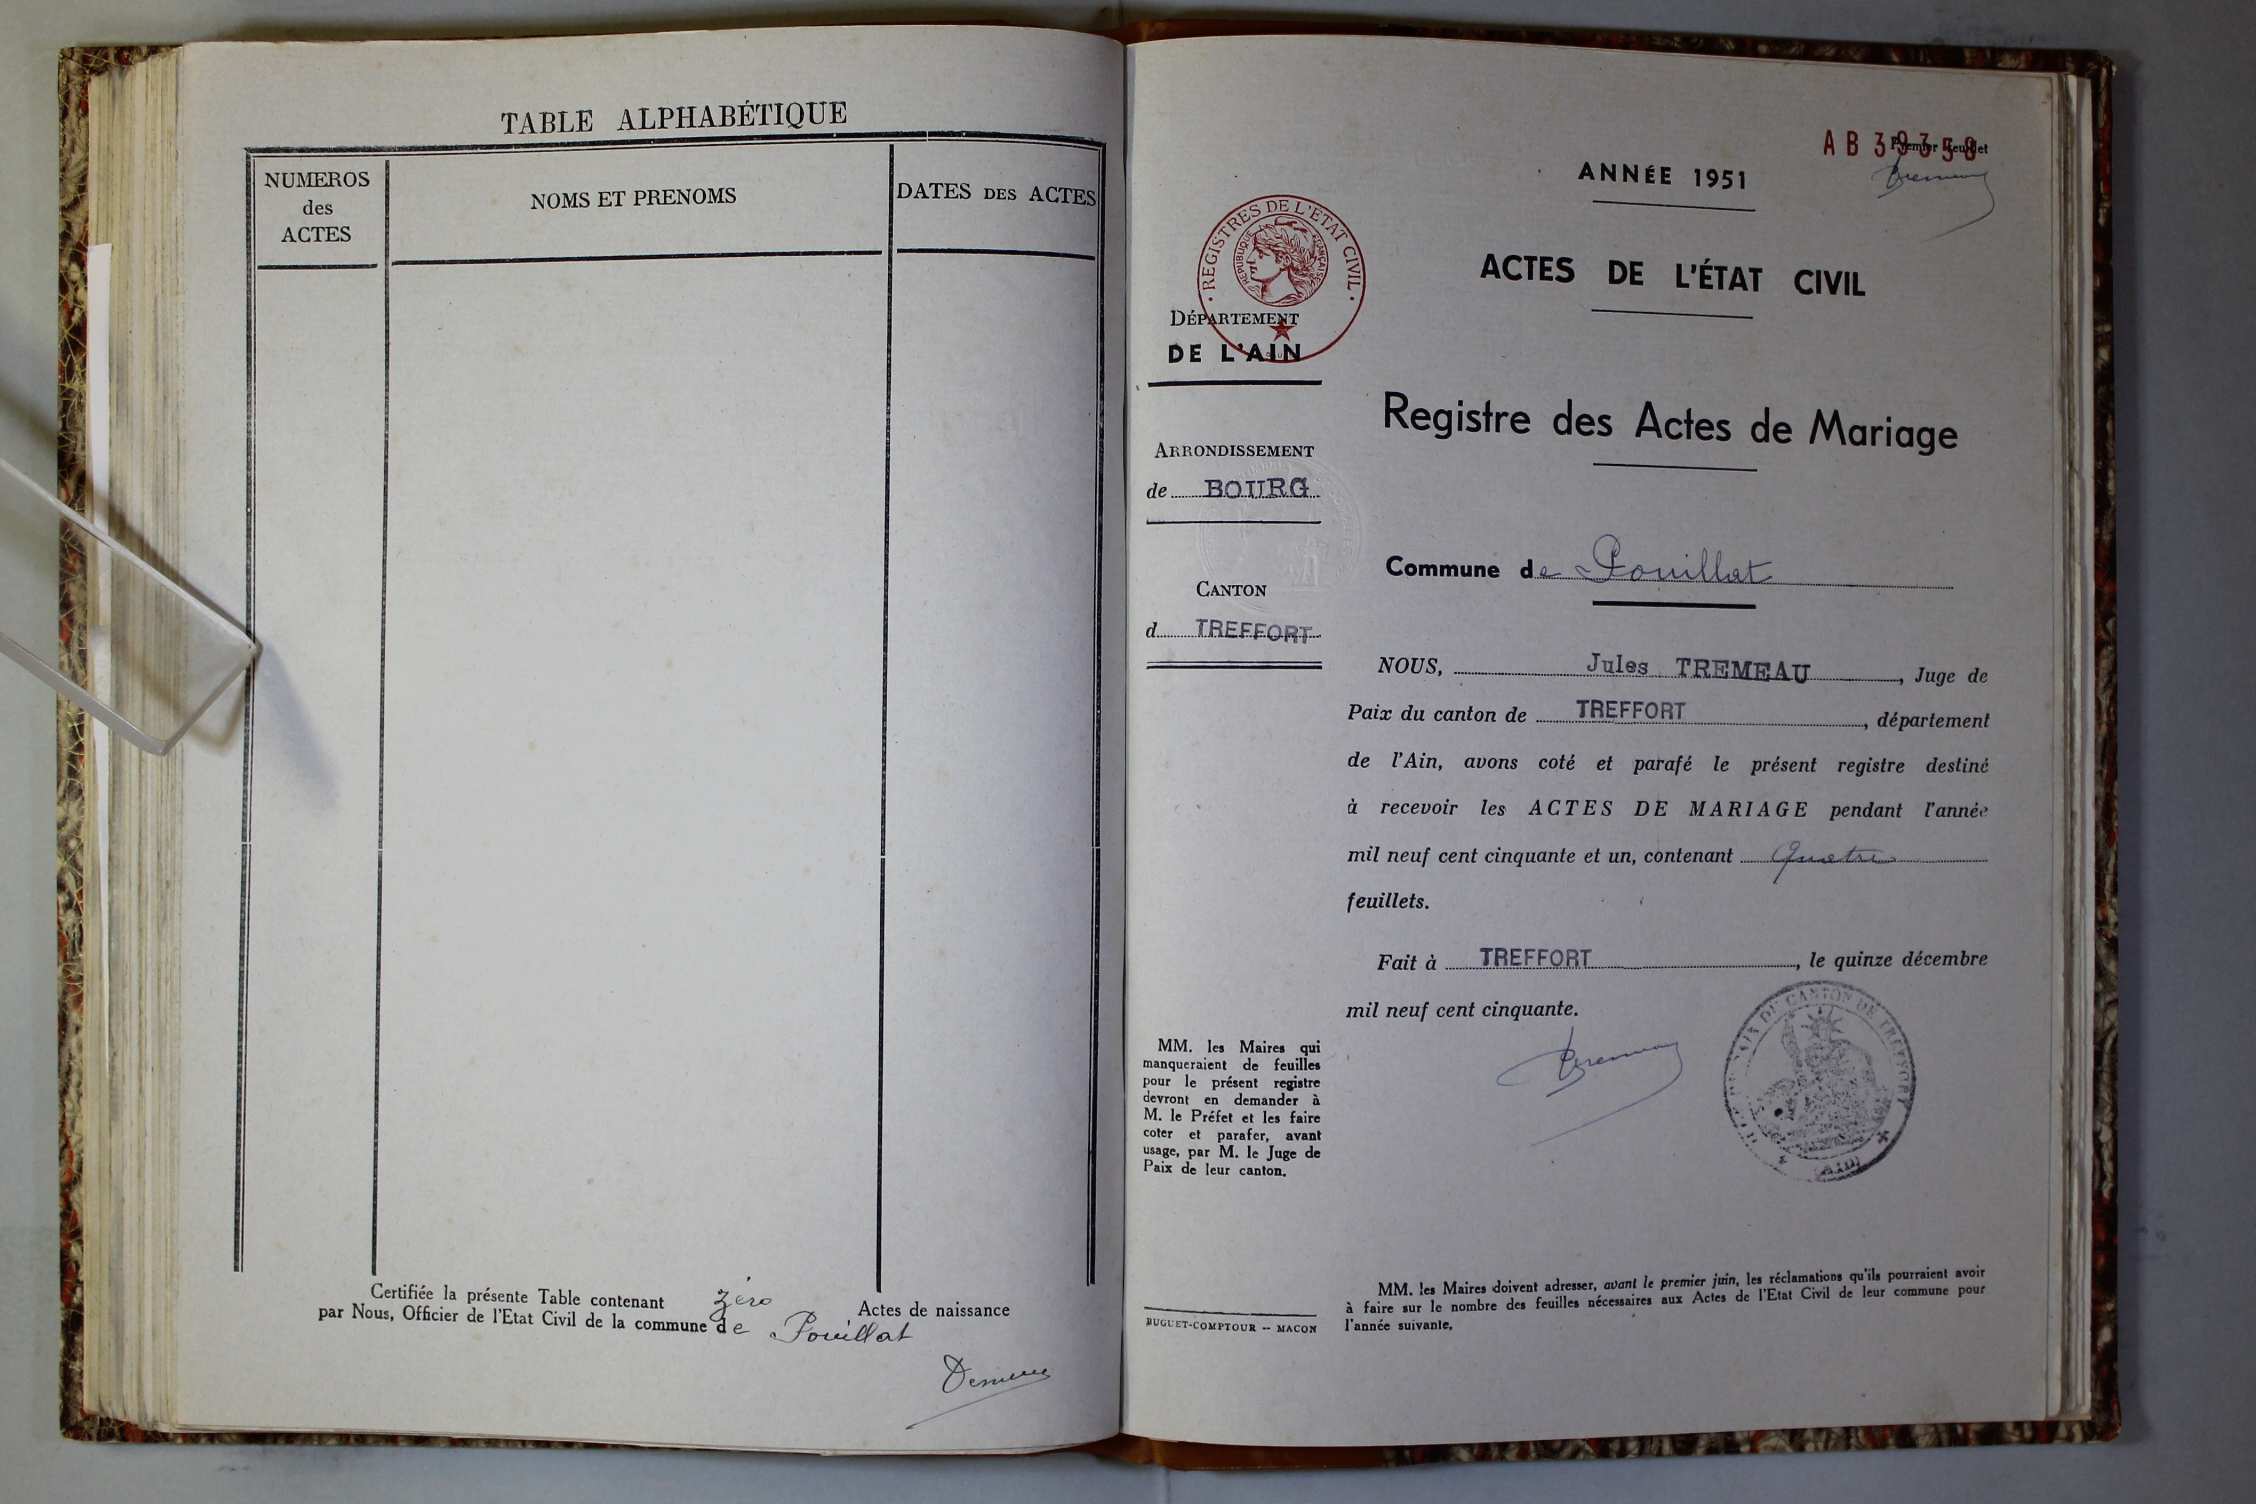 TABLE ALPHABÉTIQUE
NUMEROS
des
ACTES
NOMS ET PRENOMS
DATES DES ACTES
Certifiée la présente Table contenant zéro Actes de naissance
par Nous, Officier de l'Etat Civil de la commune de Pouillat
AB 39358
Premier feuillet
ANNÉE 1951
REGISTRES DE L'ETAT CIVIL
REPUBLIQUE FRANÇAISE
ACTES DE L'ÉTAT CIVIL
DÉPARTEMENT
DE L'AIN
Registre des Actes de Mariage
ARRONDISSEMENT
de BOURG
Commune de Pouillat
CANTON
d TREFFORT
NOUS, Jules TREMEAU, Juge de
Paix du canton de TREFFORT, département
de l'Ain, avons coté et parafé le présent registre destiné
à recevoir les ACTES DE MARIAGE pendant l'année
mil neuf cent cinquante et un, contenant Quatre
feuillets.
Fait à TREFFORT, le quinze décembre
mil neuf cent cinquante.
DU CANTON DE TREFFORT
(AIN)
MM. les Maires qui
manqueraient de feuilles
pour le présent registre
devront en demander à
M. le Préfet et les faire
coter et parafer, avant
usage, par M. le Juge de
Paix de leur canton.
MM. les Maires doivent adresser, avant le premier juin, les réclamations qu'ils pourraient avoir
à faire sur le nombre des feuilles nécessaires aux Actes de l'Etat Civil de leur commune pour
l'année suivante.
BUGUET-COMPTOUR -- MACON